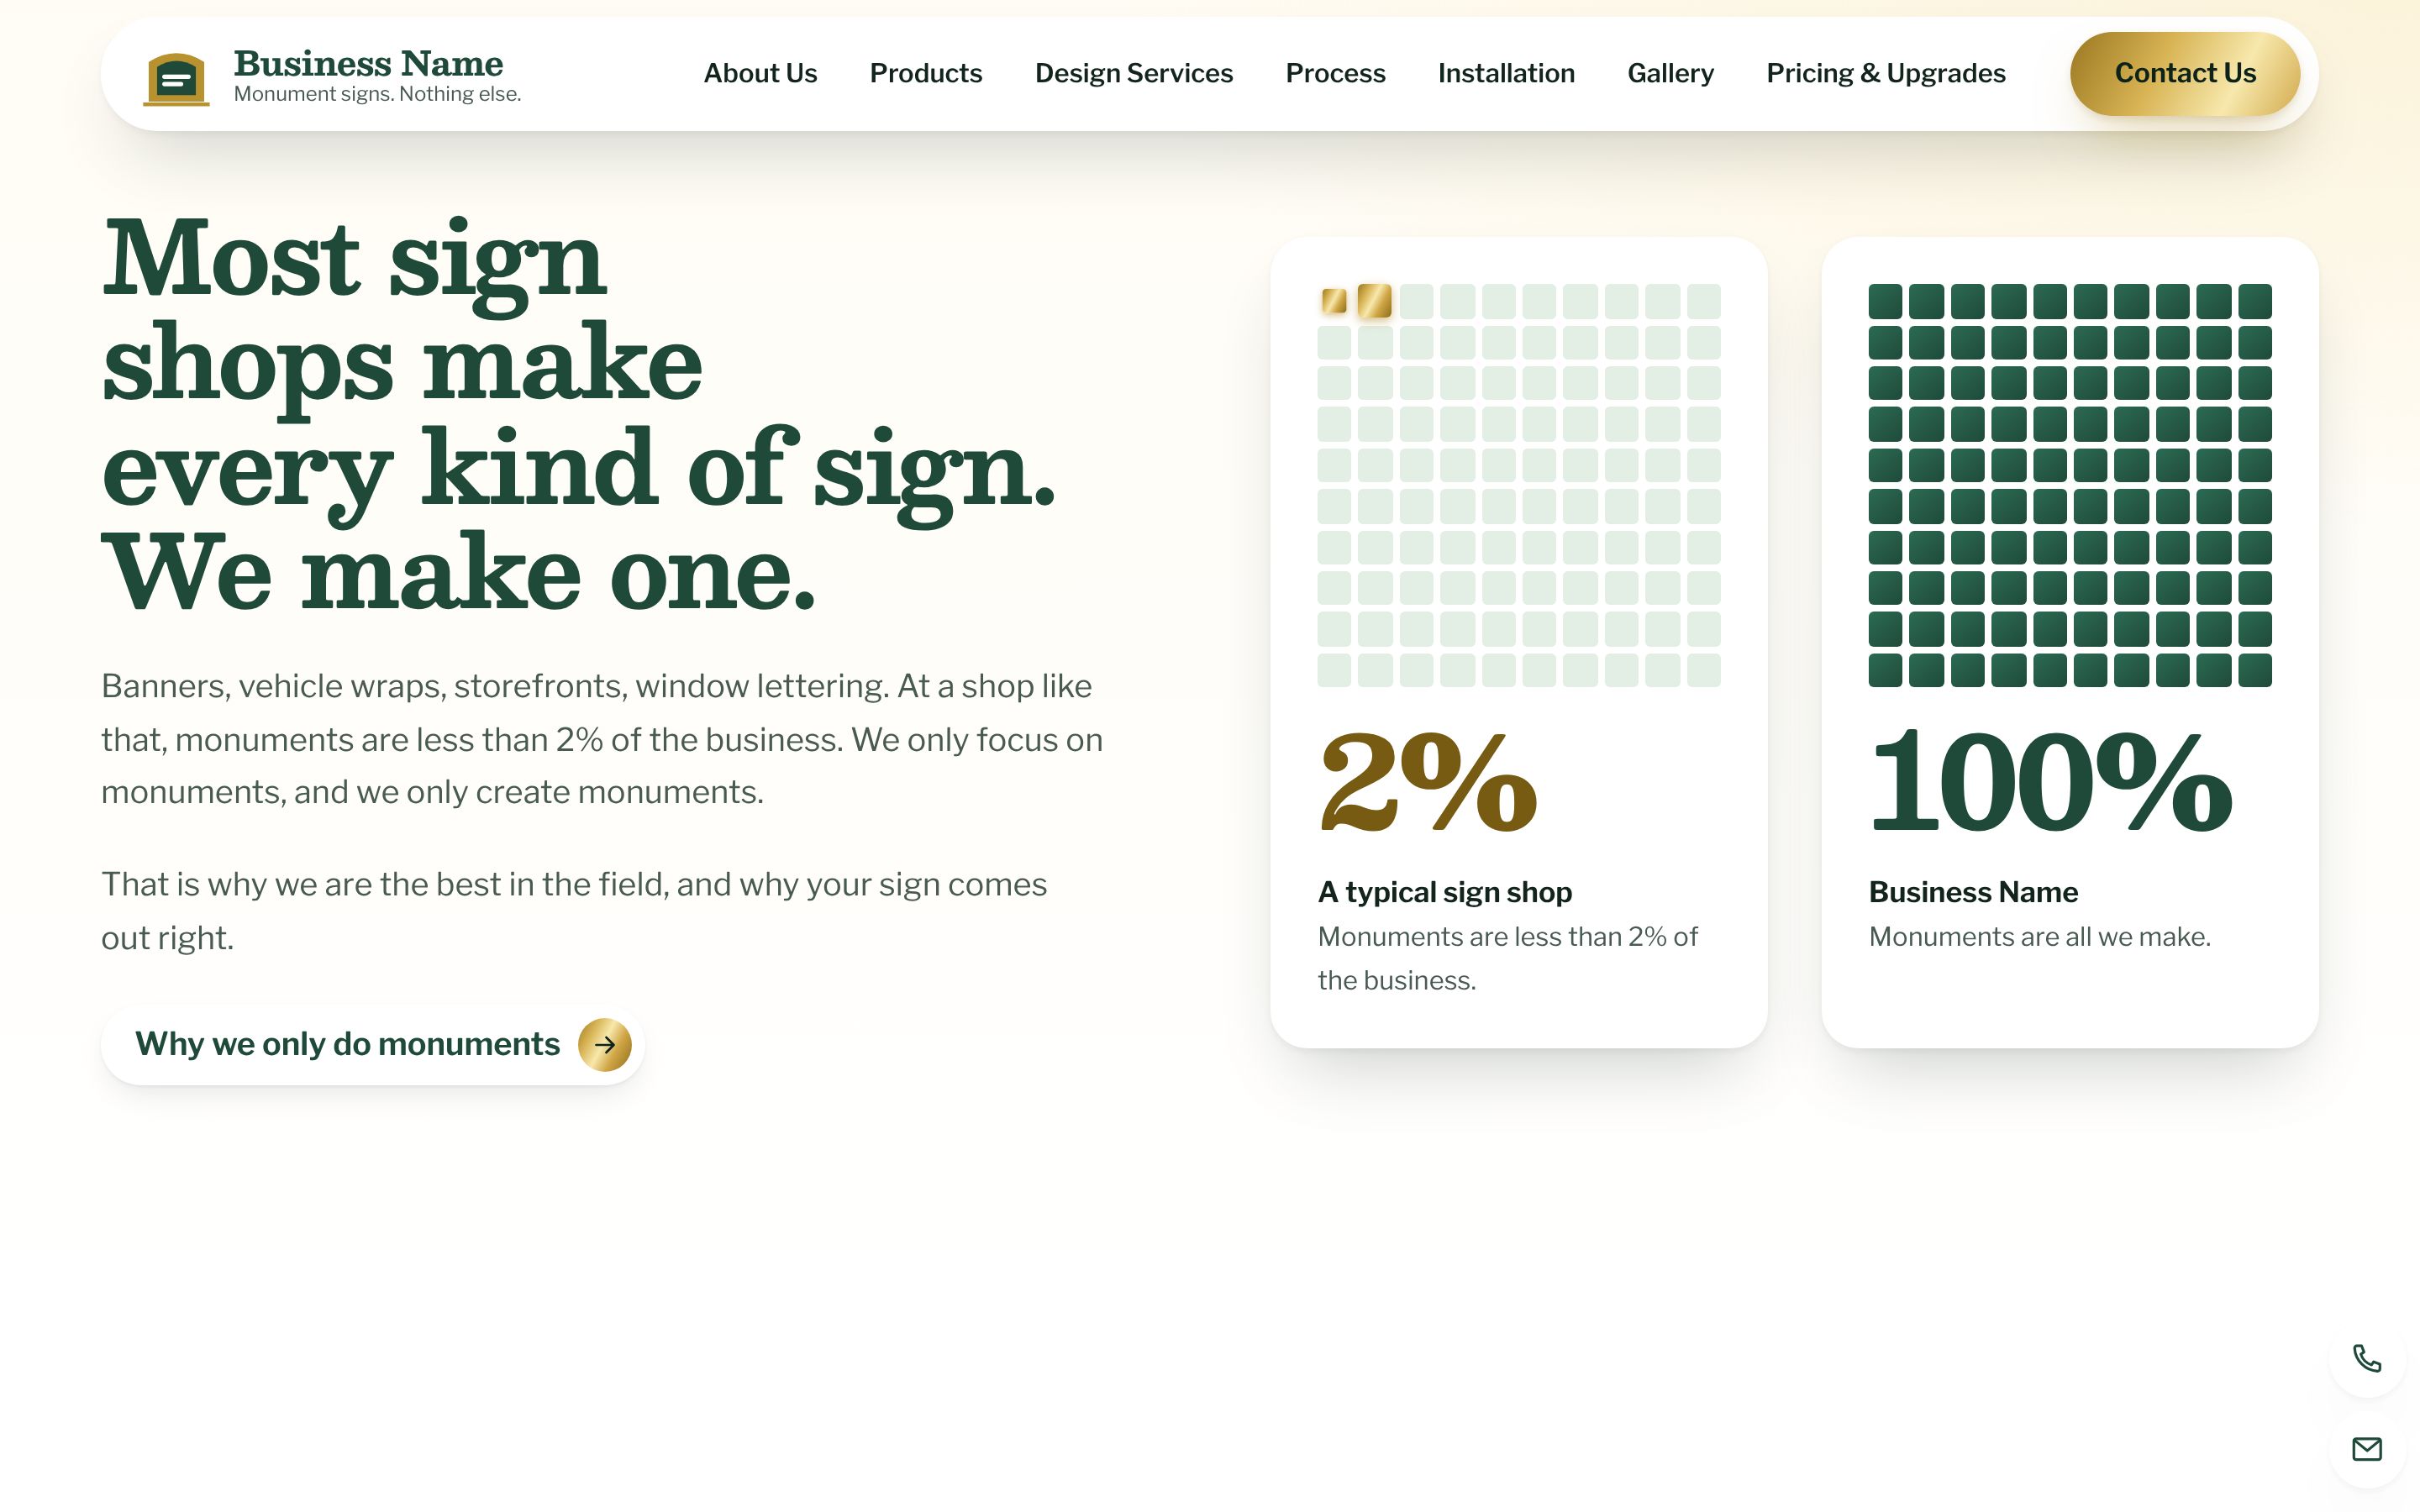 Business Name
Monument signs. Nothing else.
About Us
Products
Design Services
Process
Installation
Gallery
Pricing & Upgrades
Contact Us
Most sign
shops make
every kind of sign.
We make one.
Banners, vehicle wraps, storefronts, window lettering. At a shop like
that, monuments are less than 2% of the business. We only focus on
monuments, and we only create monuments.
That is why we are the best in the field, and why your sign comes
out right.
Why we only do monuments
2%
A typical sign shop
Monuments are less than 2% of
the business.
100%
Business Name
Monuments are all we make.